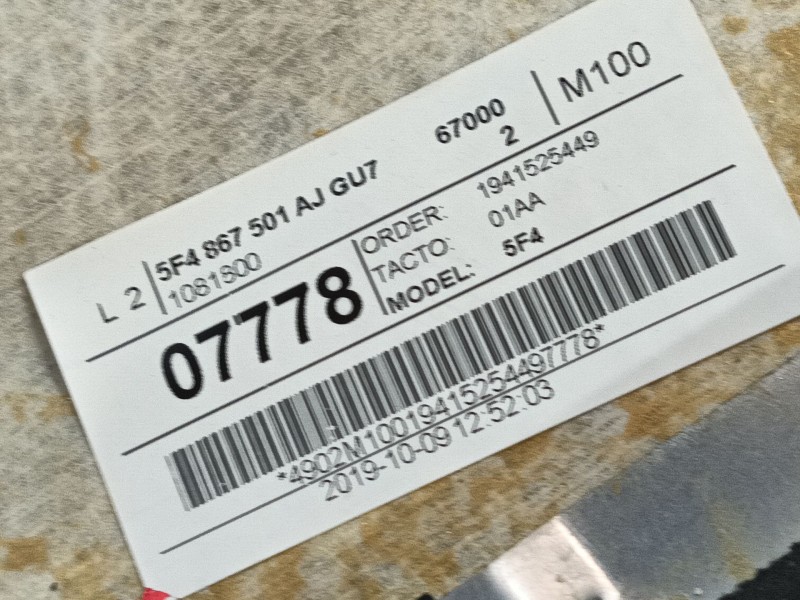 L 2 5F4 867 501 AJ GU7 67000 M100
1081800 2
07778
ORDER: 1941525449
TACTO: 01AA
MODEL: 5F4
*4902M10019415254497778*
2019-10-09 12:52:03